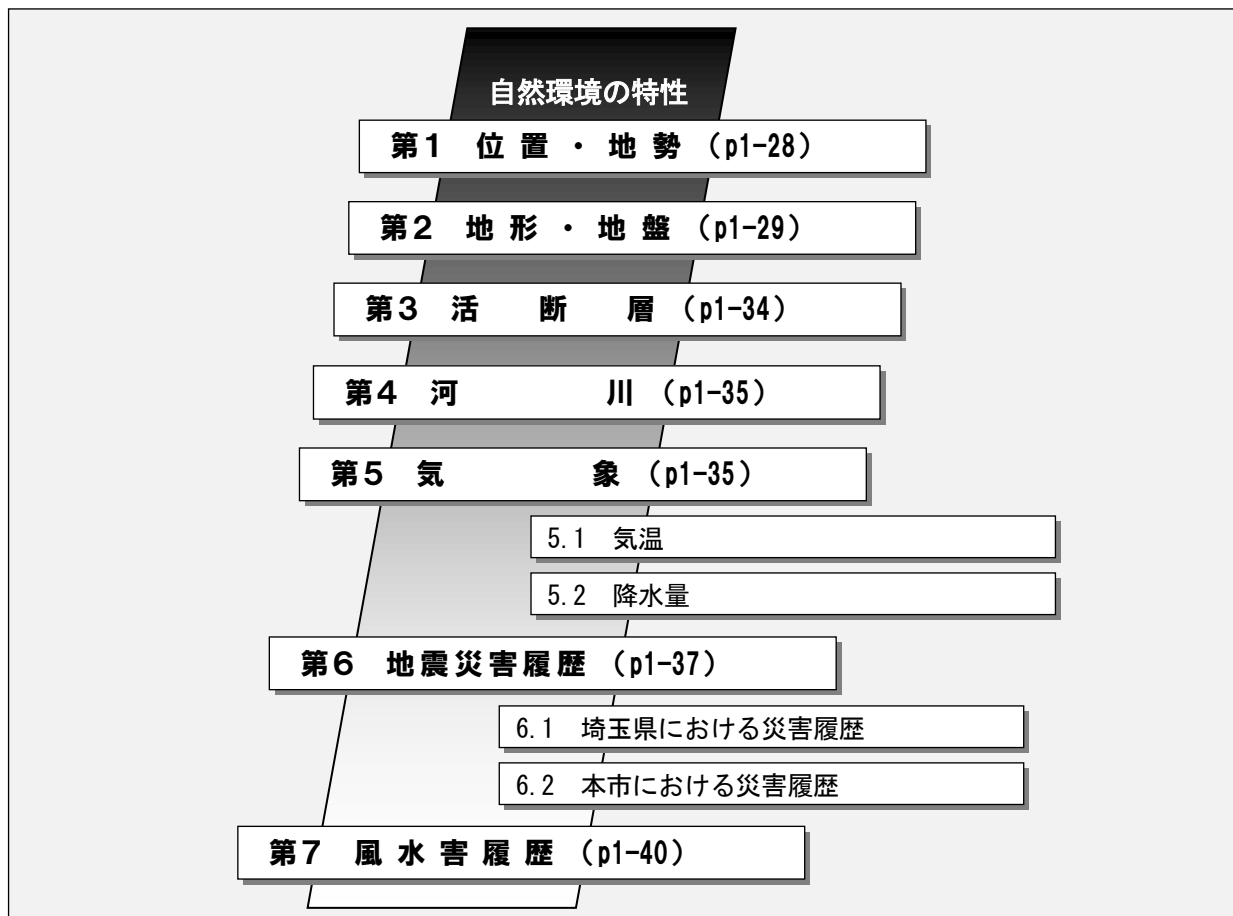 自然環境の特性
第１　位 置 ・ 地 勢 （p1-28）
第２　地 形 ・ 地 盤 （p1-29）
第３　活　断　層 （p1-34）
第４　河　　　川 （p1-35）
第５　気　　　象 （p1-35）
5.1　気温
5.2　降水量
第６　地震災害履歴 （p1-37）
6.1　埼玉県における災害履歴
6.2　本市における災害履歴
第７　風 水 害 履 歴 （p1-40）